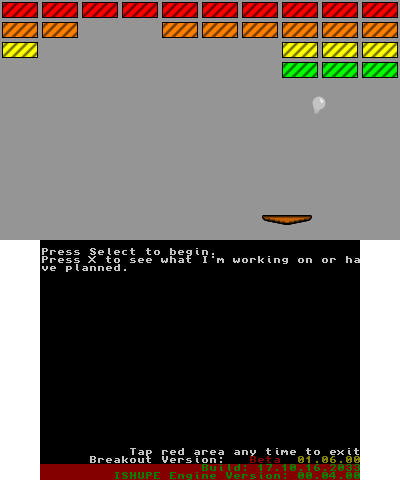 Press Select to begin.
Press X to see what I'm working on or ha
ve planned.
Tap red area any time to exit
Breakout Version: Beta 01.06.00
Build: 17.10.16.2033
ISHUPE Engine Version: 00.04.00